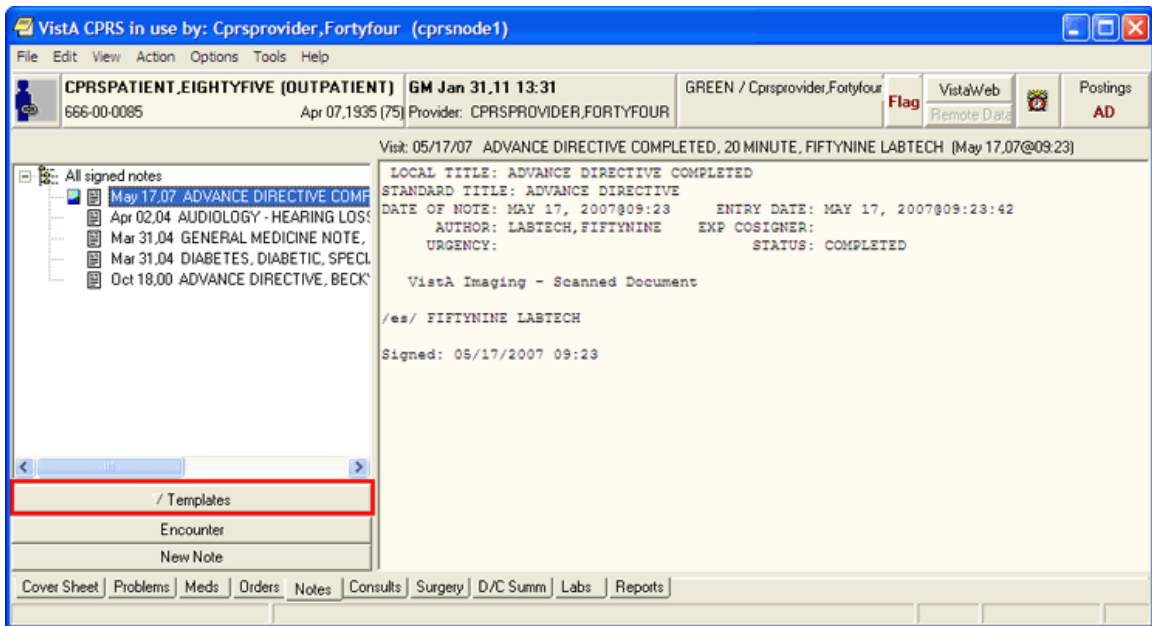 VistA CPRS in use by: Cprsprovider,Fortyfour (cprsnode1)
File Edit View Action Options Tools Help
CPRSPATIENT,EIGHTYFIVE (OUTPATIENT)
666-00-0085 Apr 07,1935 (75)
GM Jan 31,11 13:31
Provider: CPRSPROVIDER,FORTYFOUR
GREEN / Cprsprovider,Fortyfour
Flag
VistaWeb
Remote Data
Postings
AD
Visit: 05/17/07 ADVANCE DIRECTIVE COMPLETED, 20 MINUTE, FIFTYNINE LABTECH (May 17,07@09:23)
All signed notes
May 17,07 ADVANCE DIRECTIVE COMP
Apr 02,04 AUDIOLOGY - HEARING LOSS
Mar 31,04 GENERAL MEDICINE NOTE,
Mar 31,04 DIABETES, DIABETIC, SPECL
Oct 18,00 ADVANCE DIRECTIVE, BECK
LOCAL TITLE: ADVANCE DIRECTIVE COMPLETED
STANDARD TITLE: ADVANCE DIRECTIVE
DATE OF NOTE: MAY 17, 2007@09:23 ENTRY DATE: MAY 17, 2007@09:23:42
AUTHOR: LABTECH,FIFTYNINE EXP COSIGNER:
URGENCY: STATUS: COMPLETED
VistA Imaging - Scanned Document
/es/ FIFTYNINE LABTECH
Signed: 05/17/2007 09:23
/ Templates
Encounter
New Note
Cover Sheet Problems Meds Orders Notes Consults Surgery D/C Summ Labs Reports